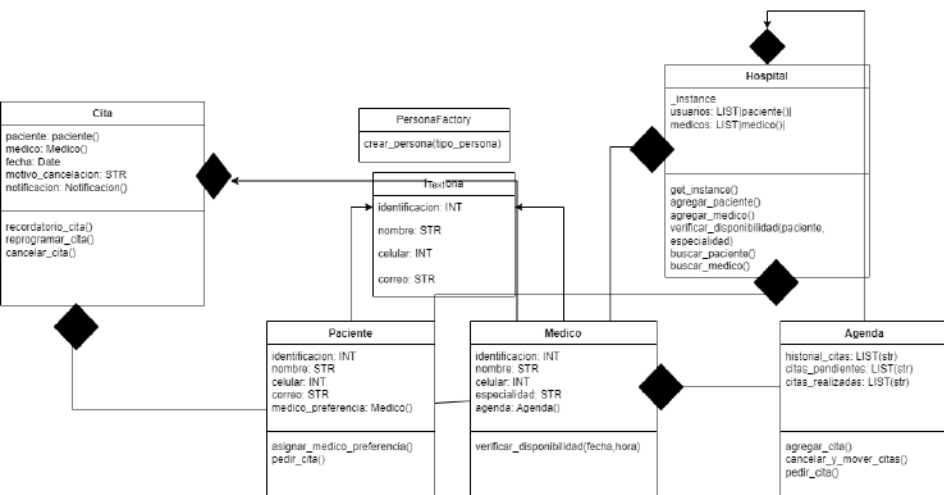 Hospital
_instance
usuarios: LIST|paciente()|
medicos: LIST|medico()|
get_instance()
agregar_paciente()
agregar_medico()
verificar_disponibilidad(paciente,
especialidad)
buscar_paciente()
buscar_medico()
Cita
paciente: paciente()
medico: Medico()
fecha: Date
motivo_cancelacion: STR
notificacion: Notificacion()
recordatorio_cita()
reprogramar_cita()
cancelar_cita()
PersonaFactory
crear_persona(tipo_persona)
identificacion: INT
nombre: STR
celular: INT
correo: STR
Paciente
identificacion: INT
nombre: STR
celular: INT
correo: STR
medico_preferencia: Medico()
asignar_medico_preferencia()
pedir_cita()
Medico
identificacion: INT
nombre: STR
celular: INT
especialidad: STR
agenda: Agenda()
verificar_disponibilidad(fecha,hora)
Agenda
historial_citas: LIST(str)
citas_pendientes: LIST(str)
citas_realizadas: LIST(str)
agregar_cita()
cancelar_y_mover_citas()
pedir_cita()